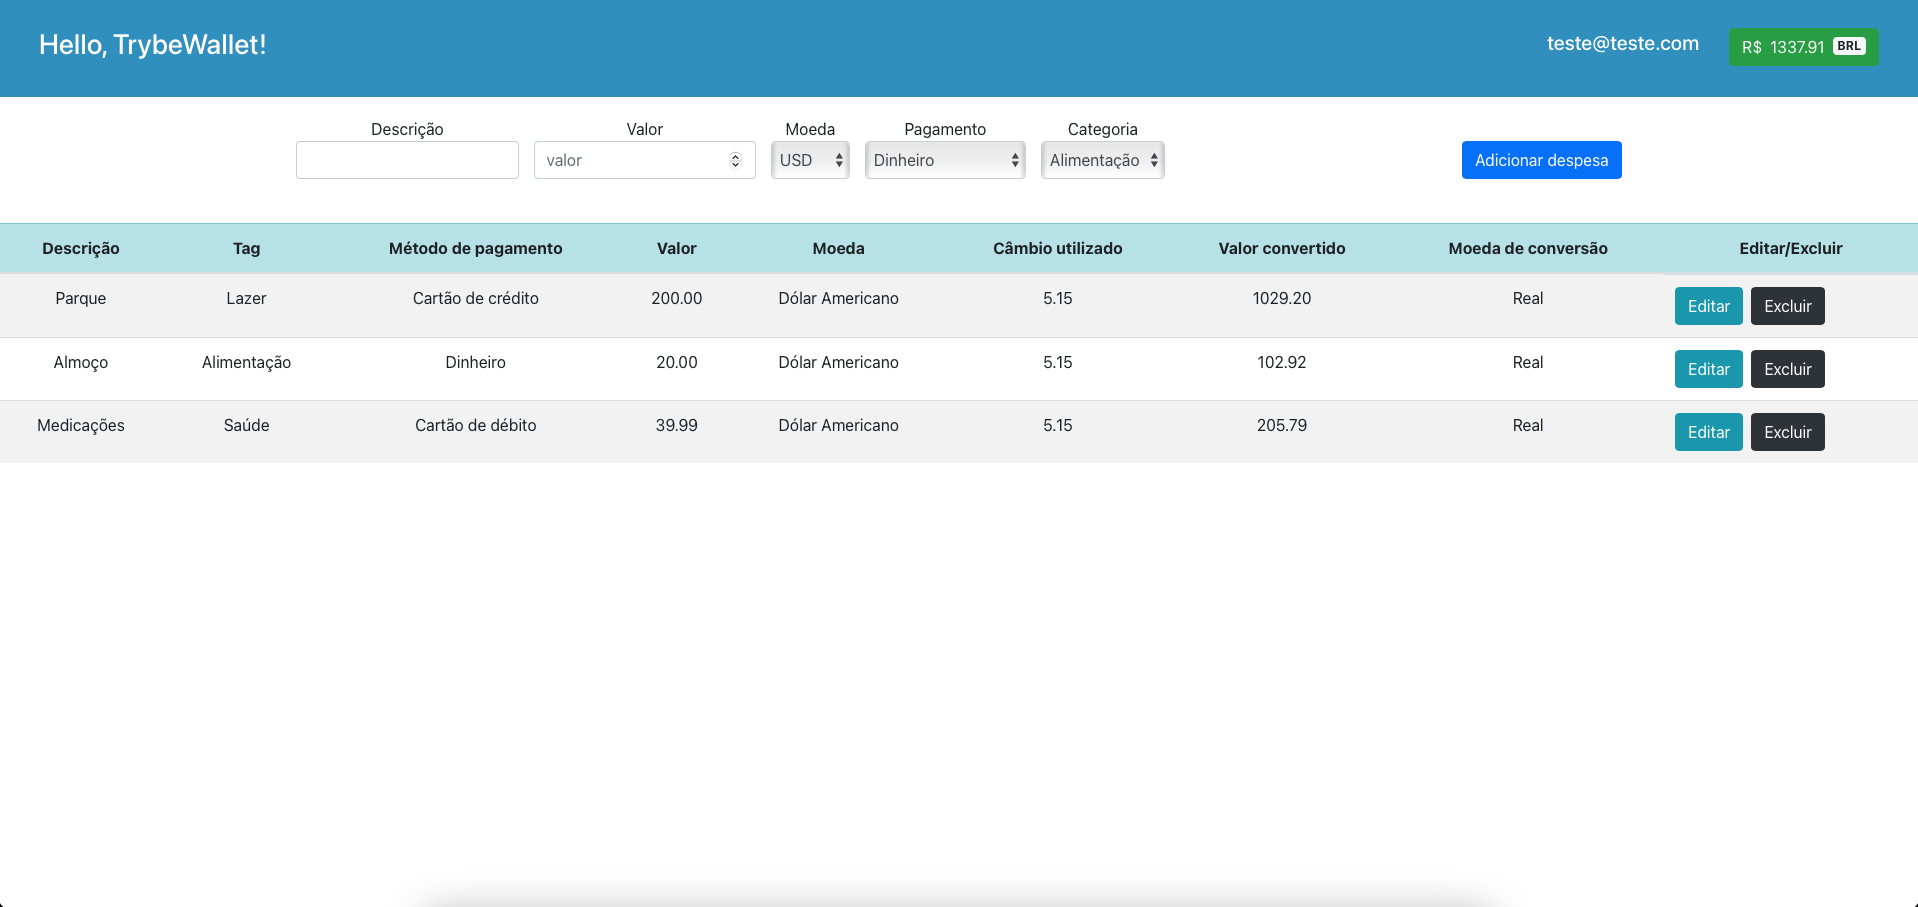 Hello, TrybeWallet!
teste@teste.com
R$ 1337.91 BRL
Descrição Valor Moeda Pagamento Categoria
valor USD Dinheiro Alimentação Adicionar despesa
Descrição Tag Método de pagamento Valor Moeda Câmbio utilizado Valor convertido Moeda de conversão Editar/Excluir
Parque Lazer Cartão de crédito 200.00 Dólar Americano 5.15 1029.20 Real Editar Excluir
Almoço Alimentação Dinheiro 20.00 Dólar Americano 5.15 102.92 Real Editar Excluir
Medicações Saúde Cartão de débito 39.99 Dólar Americano 5.15 205.79 Real Editar Excluir